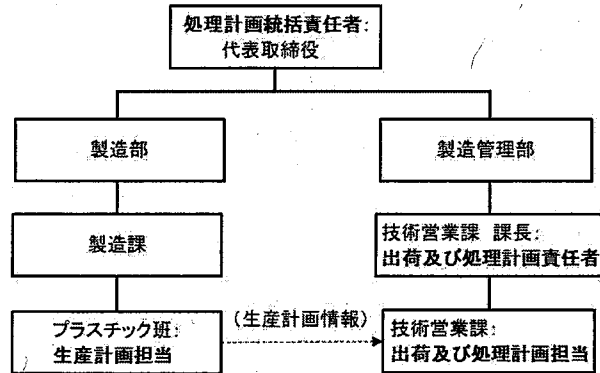 処理計画統括責任者:
代表取締役
製造部
製造管理部
製造課
技術営業課 課長:
出荷及び処理計画責任者
プラスチック班:
生産計画担当
(生産計画情報)
技術営業課:
出荷及び処理計画担当